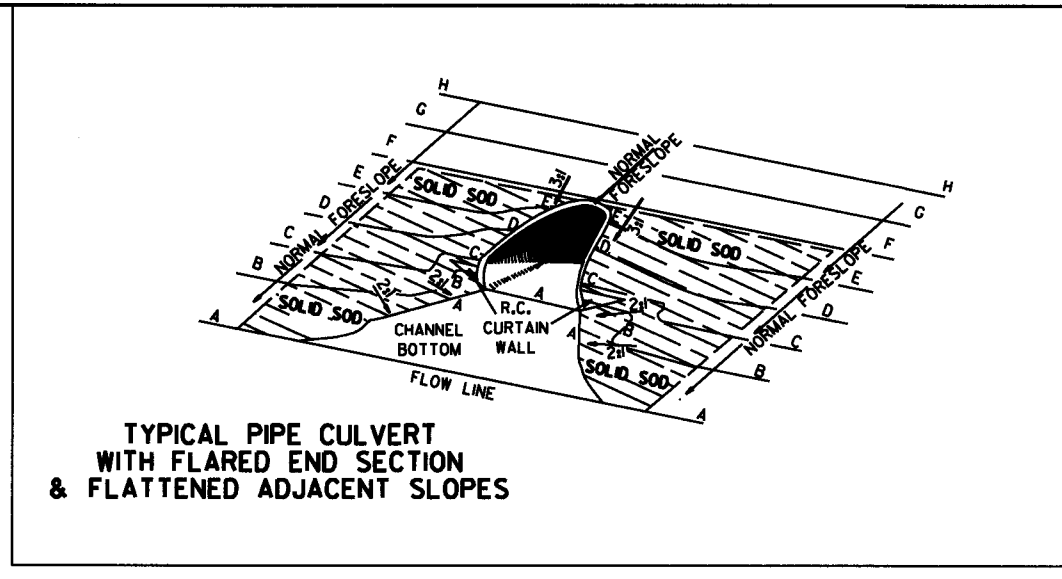 H
G
F
E
D
C
B
A
NORMAL FORESLOPE
SOLID SOD
SOLID SOD
2:1
2:1
3:1
E
D
C
B
A
A
NORMAL
FORESLOPE
3:1
E
D
C
A
B
SOLID SOD
2:1
2:1
SOLID SOD
NORMAL FORESLOPE
H
G
F
E
D
C
B
A
CHANNEL
BOTTOM
R.C.
CURTAIN
WALL
FLOW LINE
TYPICAL PIPE CULVERT
WITH FLARED END SECTION
& FLATTENED ADJACENT SLOPES